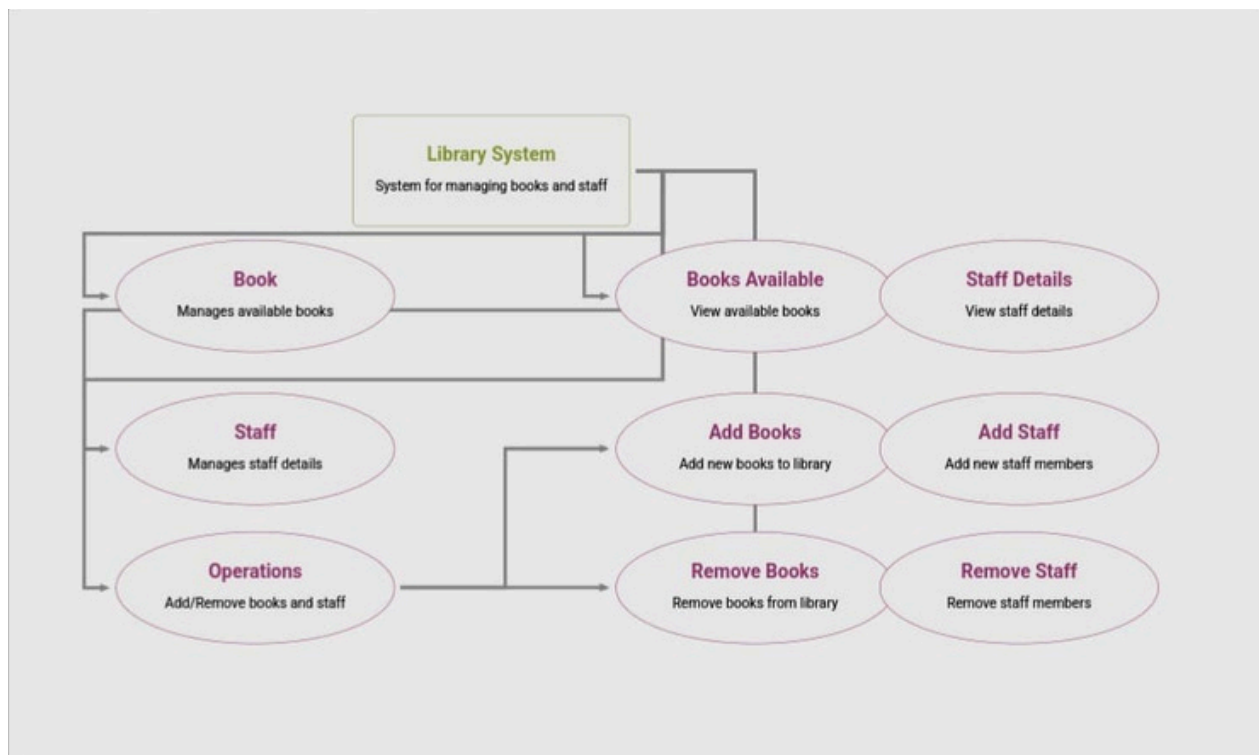 Library System
System for managing books and staff
Book
Manages available books
Books Available
View available books
Staff Details
View staff details
Staff
Manages staff details
Add Books
Add new books to library
Add Staff
Add new staff members
Operations
Add/Remove books and staff
Remove Books
Remove books from library
Remove Staff
Remove staff members